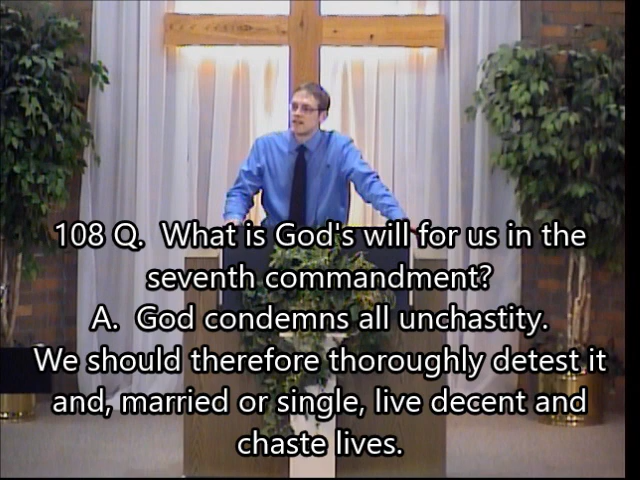 108 Q.  What is God's will for us in the
seventh commandment?
A.  God condemns all unchastity.
We should therefore thoroughly detest it
and, married or single, live decent and
chaste lives.